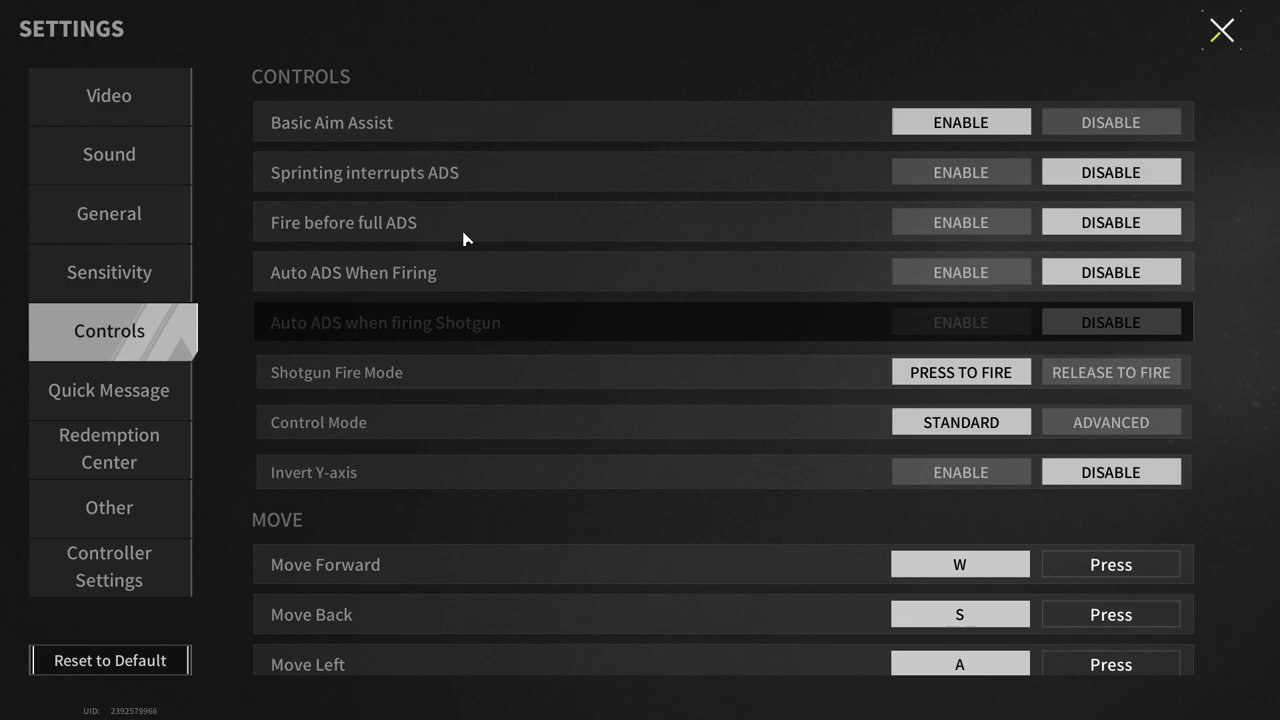 SETTINGS
Video
Sound
General
Sensitivity
Controls
Quick Message
Redemption
Center
Other
Controller
Settings
Reset to Default
UID: 2392579966
CONTROLS
Basic Aim Assist ENABLE DISABLE
Sprinting interrupts ADS ENABLE DISABLE
Fire before full ADS ENABLE DISABLE
Auto ADS When Firing ENABLE DISABLE
Auto ADS when firing Shotgun ENABLE DISABLE
Shotgun Fire Mode PRESS TO FIRE RELEASE TO FIRE
Control Mode STANDARD ADVANCED
Invert Y-axis ENABLE DISABLE
MOVE
Move Forward W Press
Move Back S Press
Move Left A Press